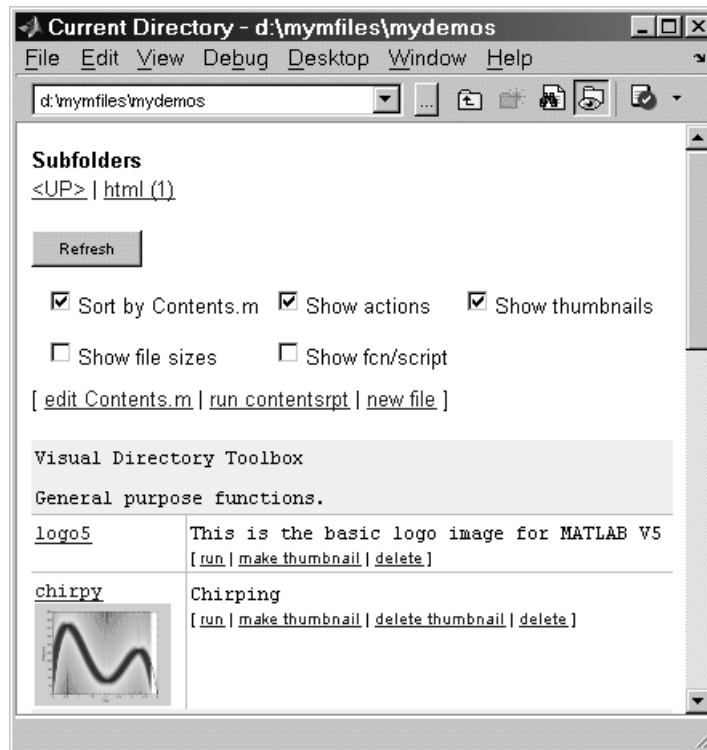 Current Directory - d:\mymfiles\mydemos
File Edit View Debug Desktop Window Help
d:\mymfiles\mydemos ...
Subfolders
<UP> | html (1)
Refresh
Sort by Contents.m Show actions Show thumbnails
Show file sizes Show fcn/script
[ edit Contents.m | run contentsrpt | new file ]
Visual Directory Toolbox
General purpose functions.
logo5 This is the basic logo image for MATLAB V5
[ run | make thumbnail | delete ]
chirpy Chirping
[ run | make thumbnail | delete thumbnail | delete ]